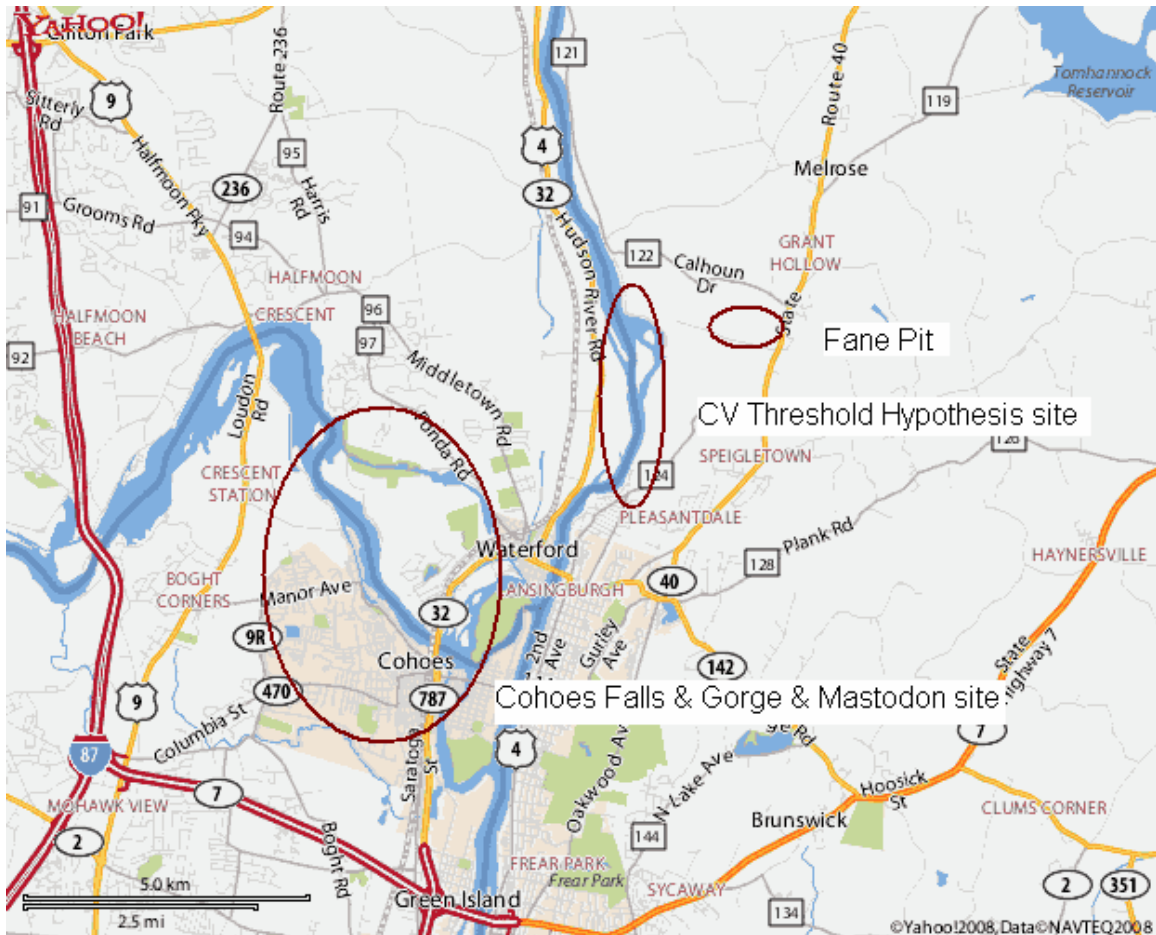 YAHOO!
Clifton Park
Route 236
121
Route 40
Tomhannock
Reservoir
9
Sitterly
Rd
119
4
95
Halfmoon Pky
Melrose
236
Harris
Rd
32
91
Grooms Rd
94
Hudson River Rd
GRANT
HOLLOW
122
Calhoun
Dr
HALFMOON
State
96
CRESCENT
HALFMOON
BEACH
97
Fane Pit
92
Middletown Rd
Loudon
Rd
CV Threshold Hypothesis site
126
SPEIGLETOWN
CRESCENT
STATION
124
PLEASANTDALE
Plank Rd
Waterford
HAYNERSVILLE
128
BOGHT
CORNERS
Manor Ave
40
ANSINGBURGH
32
9R
2nd
Ave
Gurley
Ave
State
Highway 7
Cohoes
142
470
787
Cohoes Falls & Gorge & Mastodon site
9
Columbia St
4
7
87
Saratoga
St
Oakwood Av
N Lake Ave
ge Rd
7
Hoosick
St
MOHAWK VIEW
CLUMS CORNER
Brunswick
2
144
Boght Rd
FREAR PARK
Frear Park
5.0 km
SYCAWAY
2
351
Green Island
2.5 mi
134
©Yahoo!2008,Data©NAVTEQ2008